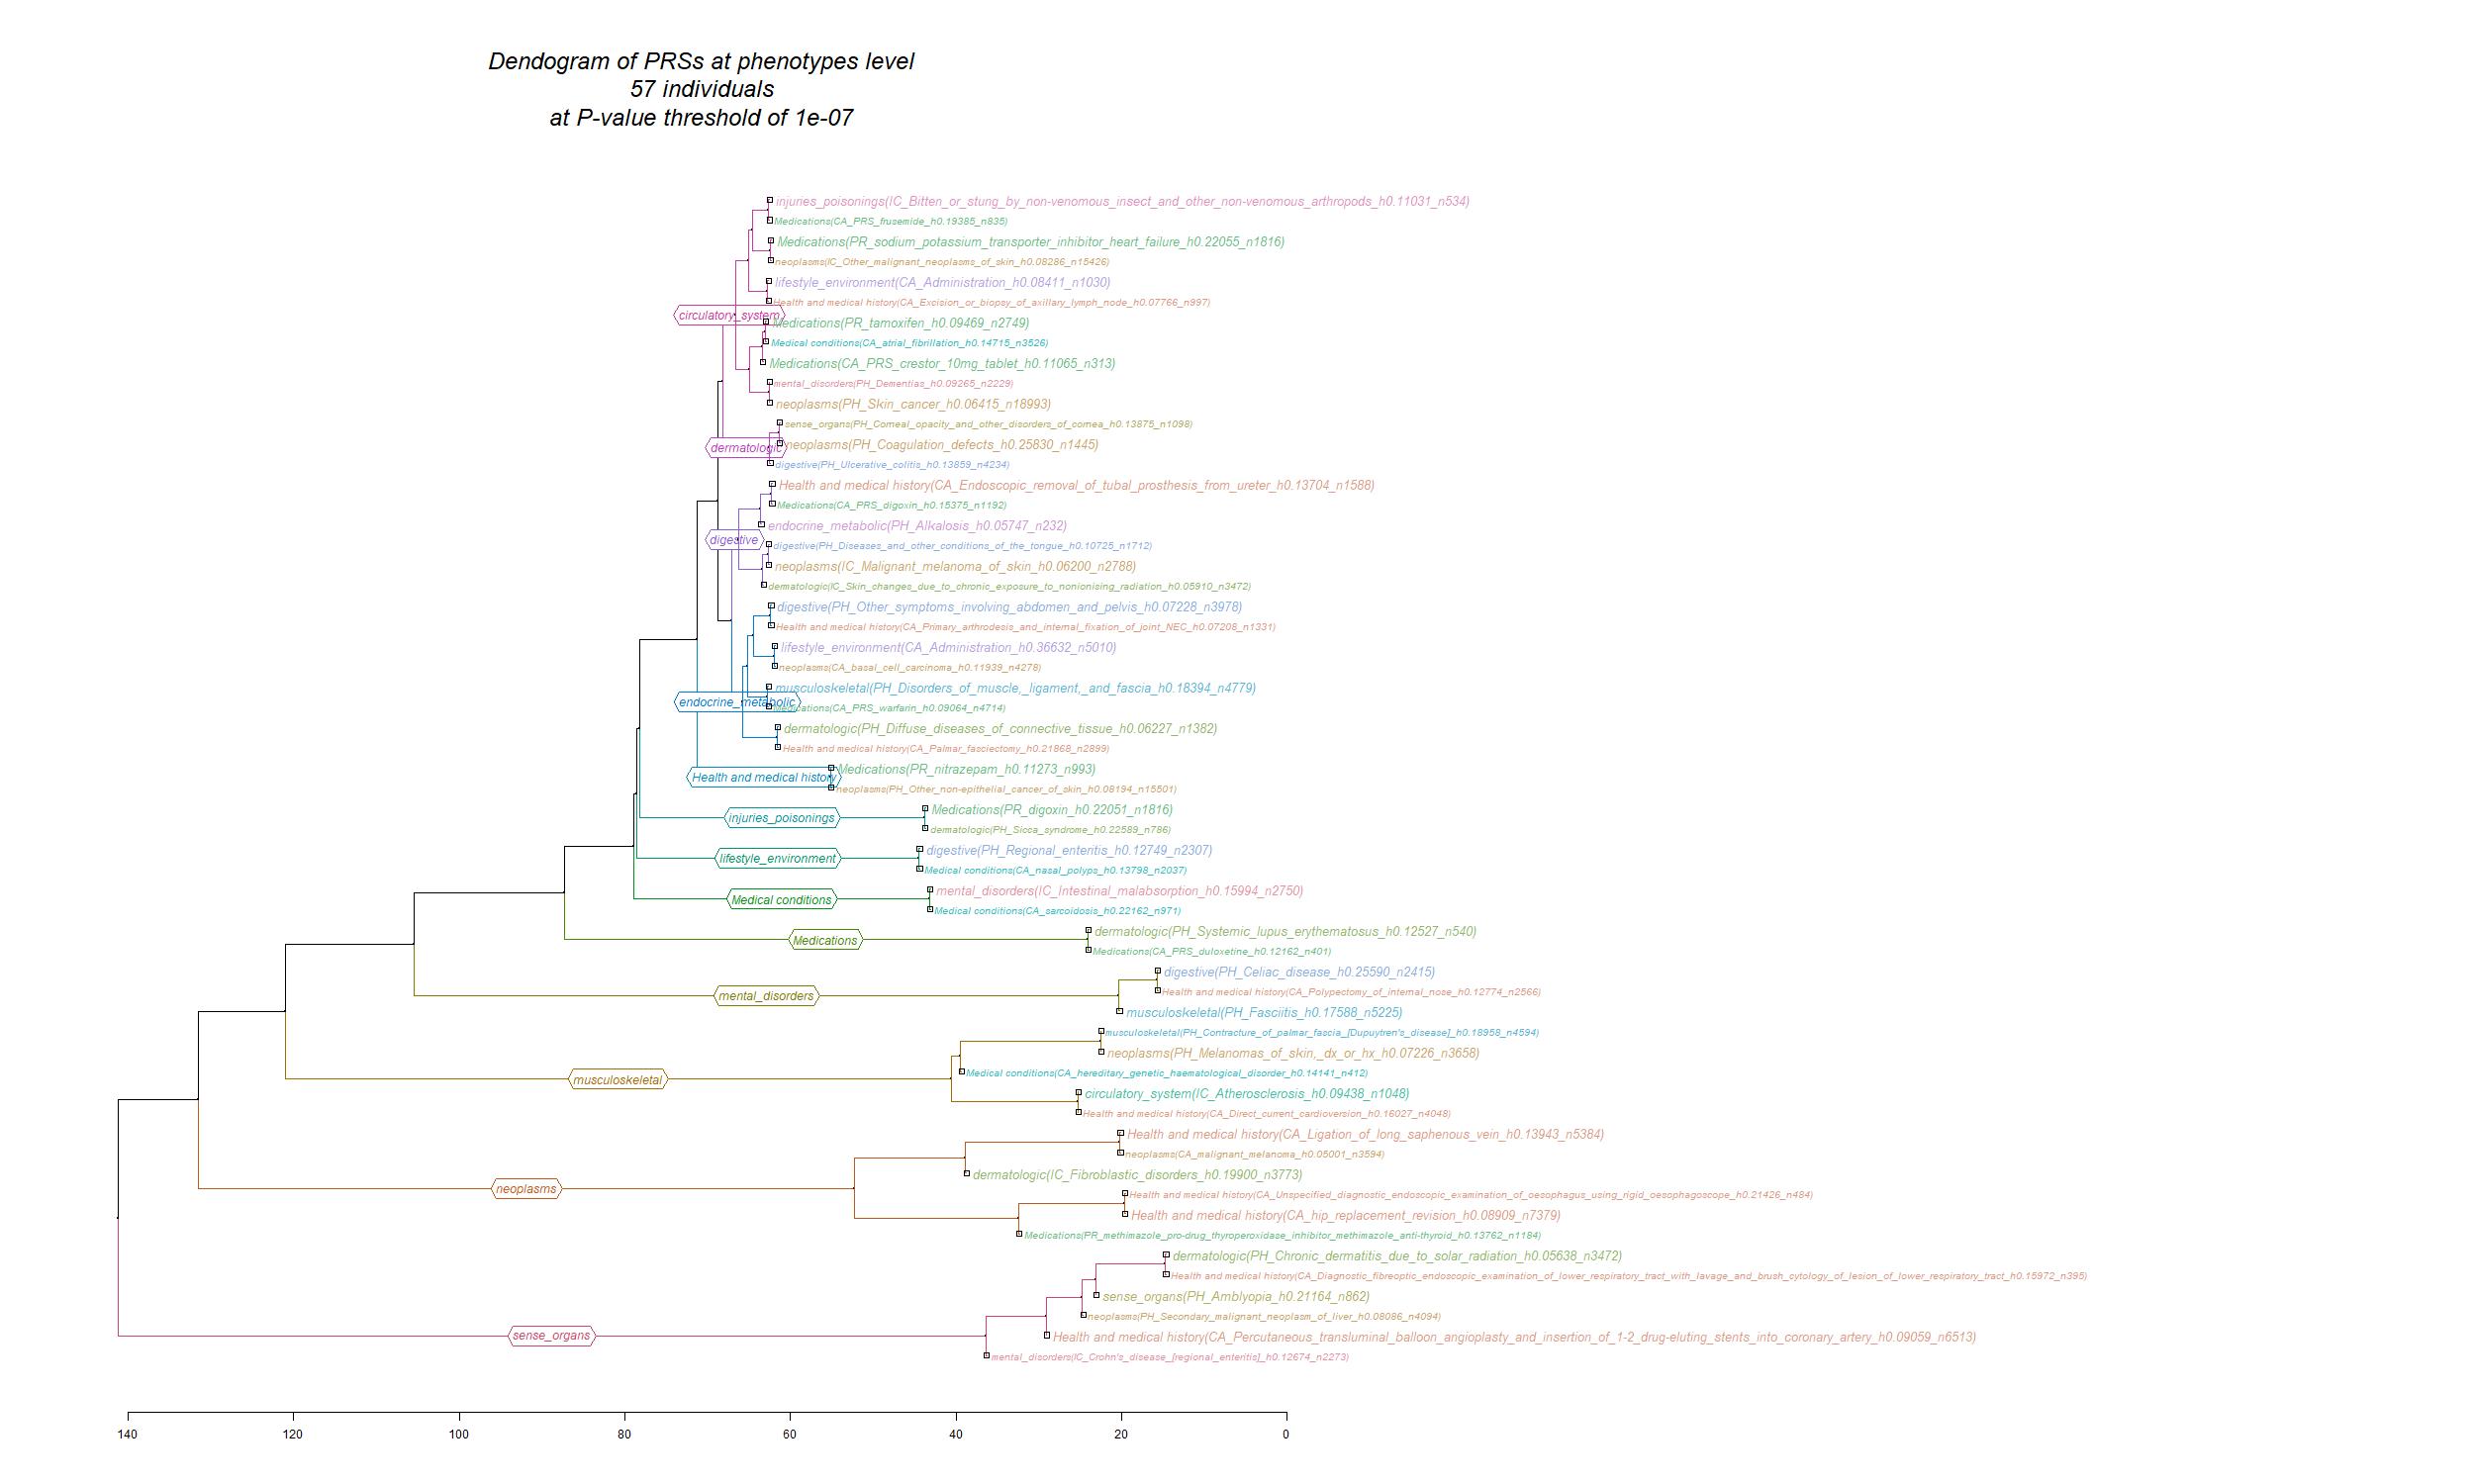 Dendogram of PRSs at phenotypes level
57 individuals
at P-value threshold of 1e-07
injuries_poisonings(IC_Bitten_or_stung_by_non-venomous_insect_and_other_non-venomous_arthropods_h0.11031_n534)
Medications(CA_PRS_frusemide_h0.19385_n835)
Medications(PR_sodium_potassium_transporter_inhibitor_heart_failure_h0.22055_n1816)
neoplasms(IC_Other_malignant_neoplasms_of_skin_h0.08286_n15426)
lifestyle_environment(CA_Administration_h0.08411_n1030)
Health and medical history(CA_Excision_or_biopsy_of_axillary_lymph_node_h0.07766_n997)
circulatory_system
Medications(PR_tamoxifen_h0.09469_n2749)
Medical conditions(CA_atrial_fibrillation_h0.14715_n3526)
Medications(CA_PRS_crestor_10mg_tablet_h0.11065_n313)
mental_disorders(PH_Dementias_h0.09265_n2229)
neoplasms(PH_Skin_cancer_h0.06415_n18993)
sense_organs(PH_Corneal_opacity_and_other_disorders_of_cornea_h0.13875_n1098)
dermatologic
neoplasms(PH_Coagulation_defects_h0.25830_n1445)
digestive(PH_Ulcerative_colitis_h0.13859_n4234)
Health and medical history(CA_Endoscopic_removal_of_tubal_prosthesis_from_ureter_h0.13704_n1588)
Medications(CA_PRS_digoxin_h0.15375_n1192)
endocrine_metabolic(PH_Alkalosis_h0.05747_n232)
digestive
digestive(PH_Diseases_and_other_conditions_of_the_tongue_h0.10725_n1712)
neoplasms(IC_Malignant_melanoma_of_skin_h0.06200_n2788)
dermatologic(IC_Skin_changes_due_to_chronic_exposure_to_nonionising_radiation_h0.05910_n3472)
digestive(PH_Other_symptoms_involving_abdomen_and_pelvis_h0.07228_n3978)
Health and medical history(CA_Primary_arthrodesis_and_internal_fixation_of_joint_NEC_h0.07208_n1331)
lifestyle_environment(CA_Administration_h0.36632_n5010)
neoplasms(CA_basal_cell_carcinoma_h0.11939_n4278)
musculoskeletal(PH_Disorders_of_muscle,_ligament,_and_fascia_h0.18394_n4779)
endocrine_metabolic
Medications(CA_PRS_warfarin_h0.09064_n4714)
dermatologic(PH_Diffuse_diseases_of_connective_tissue_h0.06227_n1382)
Health and medical history(CA_Palmar_fasciectomy_h0.21868_n2899)
Health and medical history
Medications(PR_nitrazepam_h0.11273_n993)
neoplasms(PH_Other_non-epithelial_cancer_of_skin_h0.08194_n15501)
injuries_poisonings
Medications(PR_digoxin_h0.22051_n1816)
dermatologic(PH_Sicca_syndrome_h0.22589_n786)
lifestyle_environment
digestive(PH_Regional_enteritis_h0.12749_n2307)
Medical conditions(CA_nasal_polyps_h0.13798_n2037)
Medical conditions
mental_disorders(IC_Intestinal_malabsorption_h0.15994_n2750)
Medical conditions(CA_sarcoidosis_h0.22162_n971)
Medications
dermatologic(PH_Systemic_lupus_erythematosus_h0.12527_n540)
Medications(CA_PRS_duloxetine_h0.12162_n401)
mental_disorders
digestive(PH_Celiac_disease_h0.25590_n2415)
Health and medical history(CA_Polypectomy_of_internal_nose_h0.12774_n2566)
musculoskeletal(PH_Fasciitis_h0.17588_n5225)
musculoskeletal(PH_Contracture_of_palmar_fascia_[Dupuytren's_disease]_h0.18958_n4594)
neoplasms(PH_Melanomas_of_skin,_dx_or_hx_h0.07226_n3658)
musculoskeletal
Medical conditions(CA_hereditary_genetic_haematological_disorder_h0.14141_n412)
circulatory_system(IC_Atherosclerosis_h0.09438_n1048)
Health and medical history(CA_Direct_current_cardioversion_h0.16027_n4048)
Health and medical history(CA_Ligation_of_long_saphenous_vein_h0.13943_n5384)
neoplasms(CA_malignant_melanoma_h0.05001_n3594)
dermatologic(IC_Fibroblastic_disorders_h0.19900_n3773)
neoplasms
Health and medical history(CA_Unspecified_diagnostic_endoscopic_examination_of_oesophagus_using_rigid_oesophagoscope_h0.21426_n484)
Health and medical history(CA_hip_replacement_revision_h0.08909_n7379)
Medications(PR_methimazole_pro-drug_thyroperoxidase_inhibitor_methimazole_anti-thyroid_h0.13762_n1184)
dermatologic(PH_Chronic_dermatitis_due_to_solar_radiation_h0.05638_n3472)
Health and medical history(CA_Diagnostic_fibreoptic_endoscopic_examination_of_lower_respiratory_tract_with_lavage_and_brush_cytology_of_lesion_of_lower_respiratory_tract_h0.15972_n395)
sense_organs(PH_Amblyopia_h0.21164_n862)
neoplasms(PH_Secondary_malignant_neoplasm_of_liver_h0.08086_n4094)
sense_organs
Health and medical history(CA_Percutaneous_transluminal_balloon_angioplasty_and_insertion_of_1-2_drug-eluting_stents_into_coronary_artery_h0.09059_n6513)
mental_disorders(IC_Crohn's_disease_[regional_enteritis]_h0.12674_n2273)
140 120 100 80 60 40 20 0